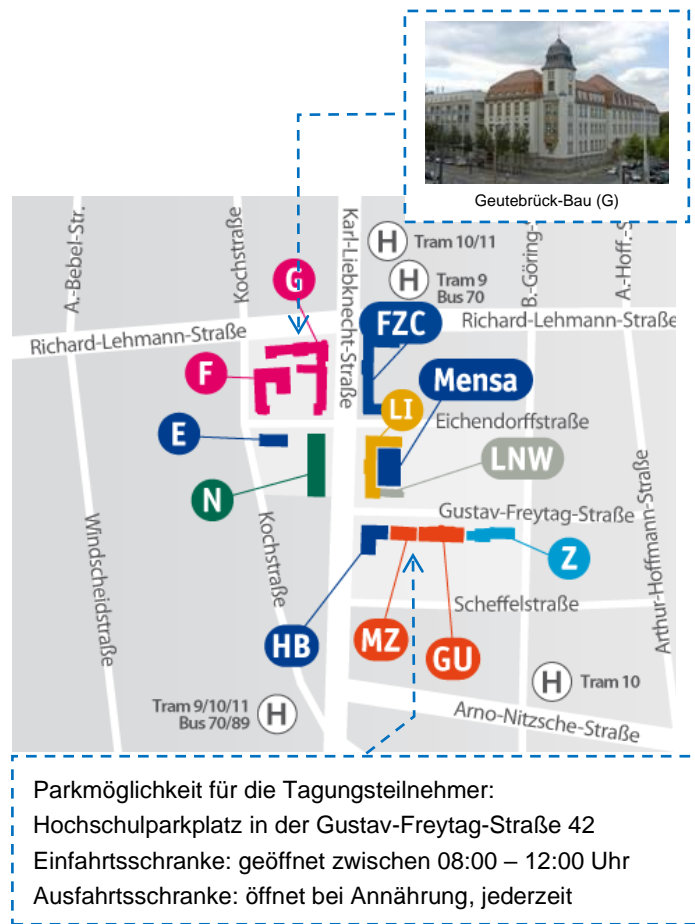 Geutebrück-Bau (G)
A.-Bebel-Str.
Kochstraße
Karl-Liebknecht-Straße
H Tram 10/11
H Tram 9
Bus 70
B.-Göring-
A.-Hoff.-S
G
Richard-Lehmann-Straße
FZC
Richard-Lehmann-Straße
F
Mensa
LI
Eichendorffstraße
E
LNW
N
Gustav-Freytag-Straße
Z
Windscheidstraße
Kochstraße
Arthur-Hoffmann-Straße
Scheffelstraße
HB
MZ
GU
H Tram 10
Tram 9/10/11
Bus 70/89 H
Arno-Nitzsche-Straße
Parkmöglichkeit für die Tagungsteilnehmer:
Hochschulparkplatz in der Gustav-Freytag-Straße 42
Einfahrtsschranke: geöffnet zwischen 08:00 – 12:00 Uhr
Ausfahrtsschranke: öffnet bei Annährung, jederzeit